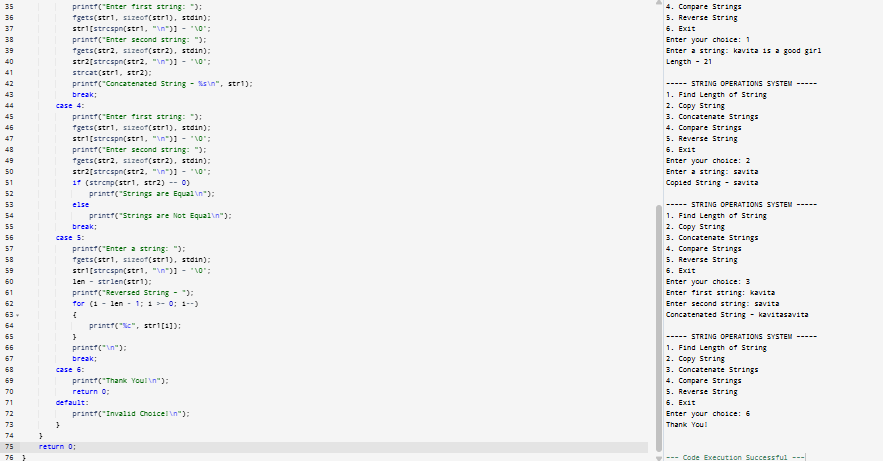 35 printf("Enter first string: ");
36 fgets(str1, sizeof(str1), stdin);
37 str1[strcspn(str1, "\n")] = '\0';
38 printf("Enter second string: ");
39 fgets(str2, sizeof(str2), stdin);
40 str2[strcspn(str2, "\n")] = '\0';
41 strcat(str1, str2);
42 printf("Concatenated String = %s\n", str1);
43 break;
44 case 4:
45 printf("Enter first string: ");
46 fgets(str1, sizeof(str1), stdin);
47 str1[strcspn(str1, "\n")] = '\0';
48 printf("Enter second string: ");
49 fgets(str2, sizeof(str2), stdin);
50 str2[strcspn(str2, "\n")] = '\0';
51 if (strcmp(str1, str2) == 0)
52 printf("Strings are Equal\n");
53 else
54 printf("Strings are Not Equal\n");
55 break;
56 case 5:
57 printf("Enter a string: ");
58 fgets(str1, sizeof(str1), stdin);
59 str1[strcspn(str1, "\n")] = '\0';
60 len = strlen(str1);
61 printf("Reversed String = ");
62 for (i = len - 1; i >= 0; i--)
63 {
64 printf("%c", str1[i]);
65 }
66 printf("\n");
67 break;
68 case 6:
69 printf("Thank You!\n");
70 return 0;
71 default:
72 printf("Invalid Choice!\n");
73 }
74 }
75 return 0;
76 }
4. Compare Strings
5. Reverse String
6. Exit
Enter your choice: 1
Enter a string: kavita is a good girl
Length = 21
----- STRING OPERATIONS SYSTEM -----
1. Find Length of String
2. Copy String
3. Concatenate Strings
4. Compare Strings
5. Reverse String
6. Exit
Enter your choice: 2
Enter a string: savita
Copied String = savita
----- STRING OPERATIONS SYSTEM -----
1. Find Length of String
2. Copy String
3. Concatenate Strings
4. Compare Strings
5. Reverse String
6. Exit
Enter your choice: 3
Enter first string: kavita
Enter second string: savita
Concatenated String = kavitasavita
----- STRING OPERATIONS SYSTEM -----
1. Find Length of String
2. Copy String
3. Concatenate Strings
4. Compare Strings
5. Reverse String
6. Exit
Enter your choice: 6
Thank You!
=== Code Execution Successful ===